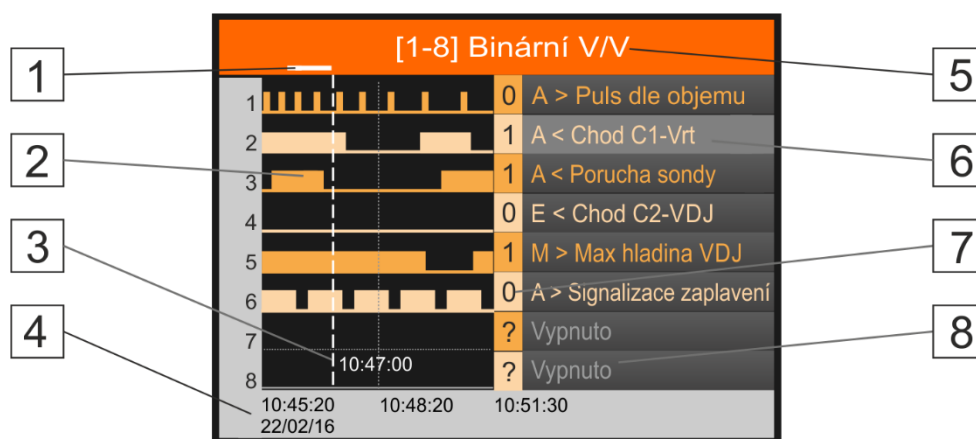 [1-8] Binární V/V
1
2
3
4
5
6
7
8
1 0 A > Puls dle objemu
2 1 A < Chod C1-Vrt
3 1 A < Porucha sondy
4 0 E < Chod C2-VDJ
5 1 M > Max hladina VDJ
6 0 A > Signalizace zaplavení
7 ? Vypnuto
8 ? Vypnuto
10:47:00
10:45:20 10:48:20 10:51:30
22/02/16